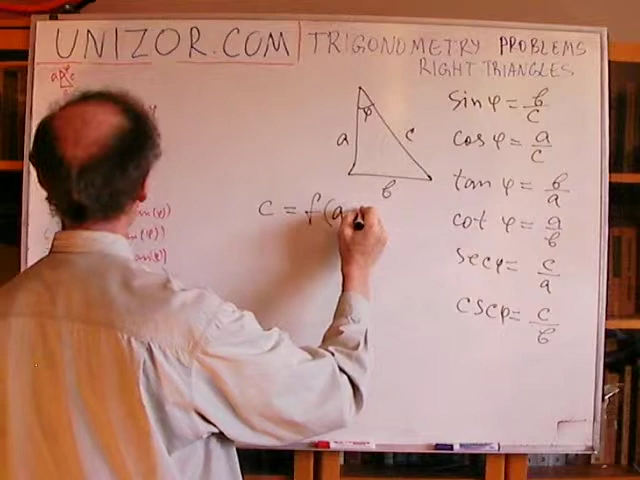 UNIZOR.COM
TRIGONOMETRY PROBLEMS
RIGHT TRIANGLES
a c
φ
a c
b
sin φ = b/c
cos φ = a/c
tan φ = b/a
cot φ = a/b
sec φ = c/a
csc φ = c/b
c = f(a